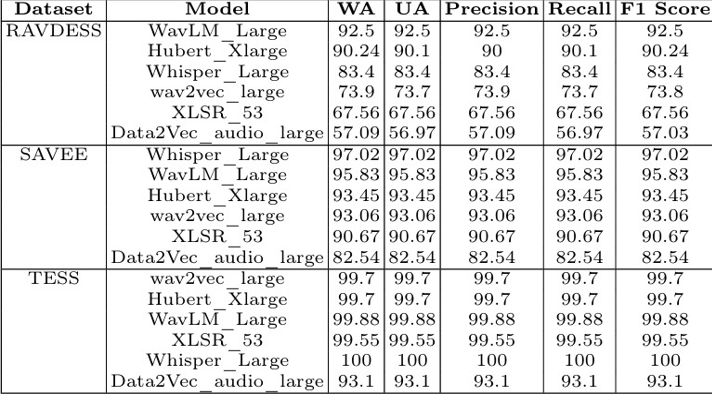 Dataset Model WA UA Precision Recall F1 Score
RAVDESS WavLM_Large 92.5 92.5 92.5 92.5 92.5
Hubert_Xlarge 90.24 90.1 90 90.1 90.24
Whisper_Large 83.4 83.4 83.4 83.4 83.4
wav2vec_large 73.9 73.7 73.9 73.7 73.8
XLSR_53 67.56 67.56 67.56 67.56 67.56
Data2Vec_audio_large 57.09 56.97 57.09 56.97 57.03
SAVEE Whisper_Large 97.02 97.02 97.02 97.02 97.02
WavLM_Large 95.83 95.83 95.83 95.83 95.83
Hubert_Xlarge 93.45 93.45 93.45 93.45 93.45
wav2vec_large 93.06 93.06 93.06 93.06 93.06
XLSR_53 90.67 90.67 90.67 90.67 90.67
Data2Vec_audio_large 82.54 82.54 82.54 82.54 82.54
TESS wav2vec_large 99.7 99.7 99.7 99.7 99.7
Hubert_Xlarge 99.7 99.7 99.7 99.7 99.7
WavLM_Large 99.88 99.88 99.88 99.88 99.88
XLSR_53 99.55 99.55 99.55 99.55 99.55
Whisper_Large 100 100 100 100 100
Data2Vec_audio_large 93.1 93.1 93.1 93.1 93.1